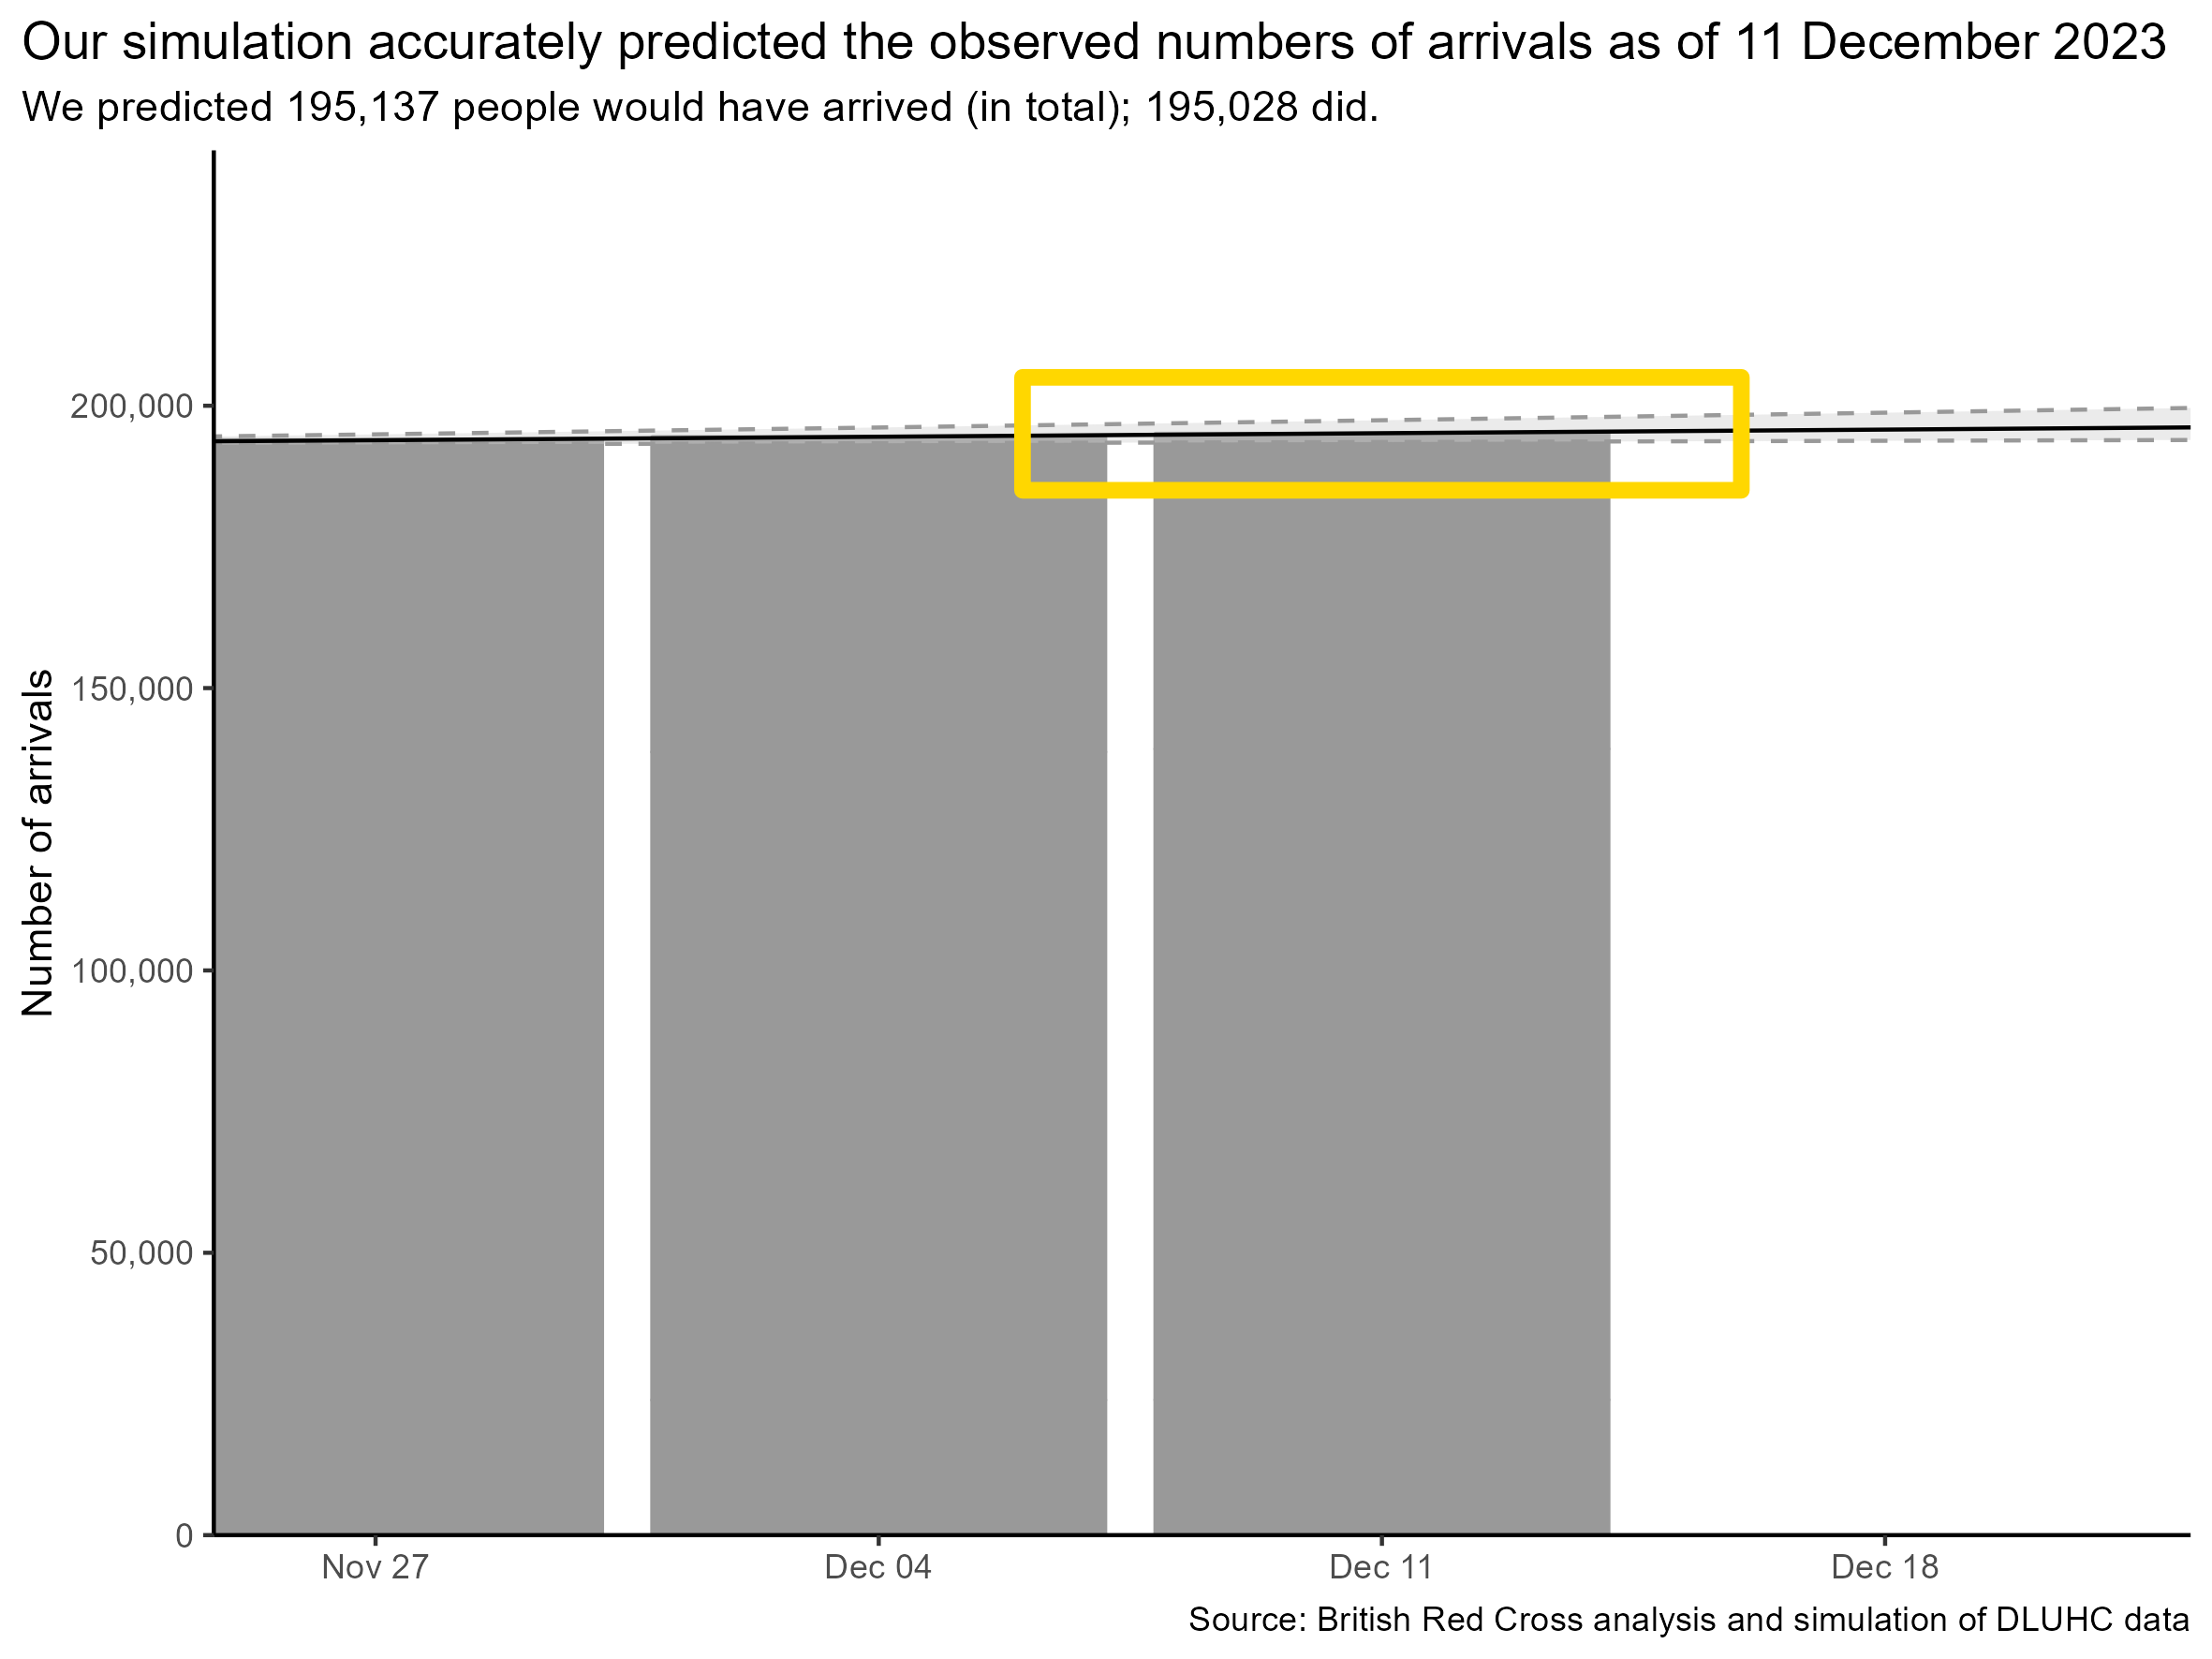 Our simulation accurately predicted the observed numbers of arrivals as of 11 December 2023
We predicted 195,137 people would have arrived (in total); 195,028 did.
Number of arrivals
200,000
150,000
100,000
50,000
0
Nov 27
Dec 04
Dec 11
Dec 18
Source: British Red Cross analysis and simulation of DLUHC data